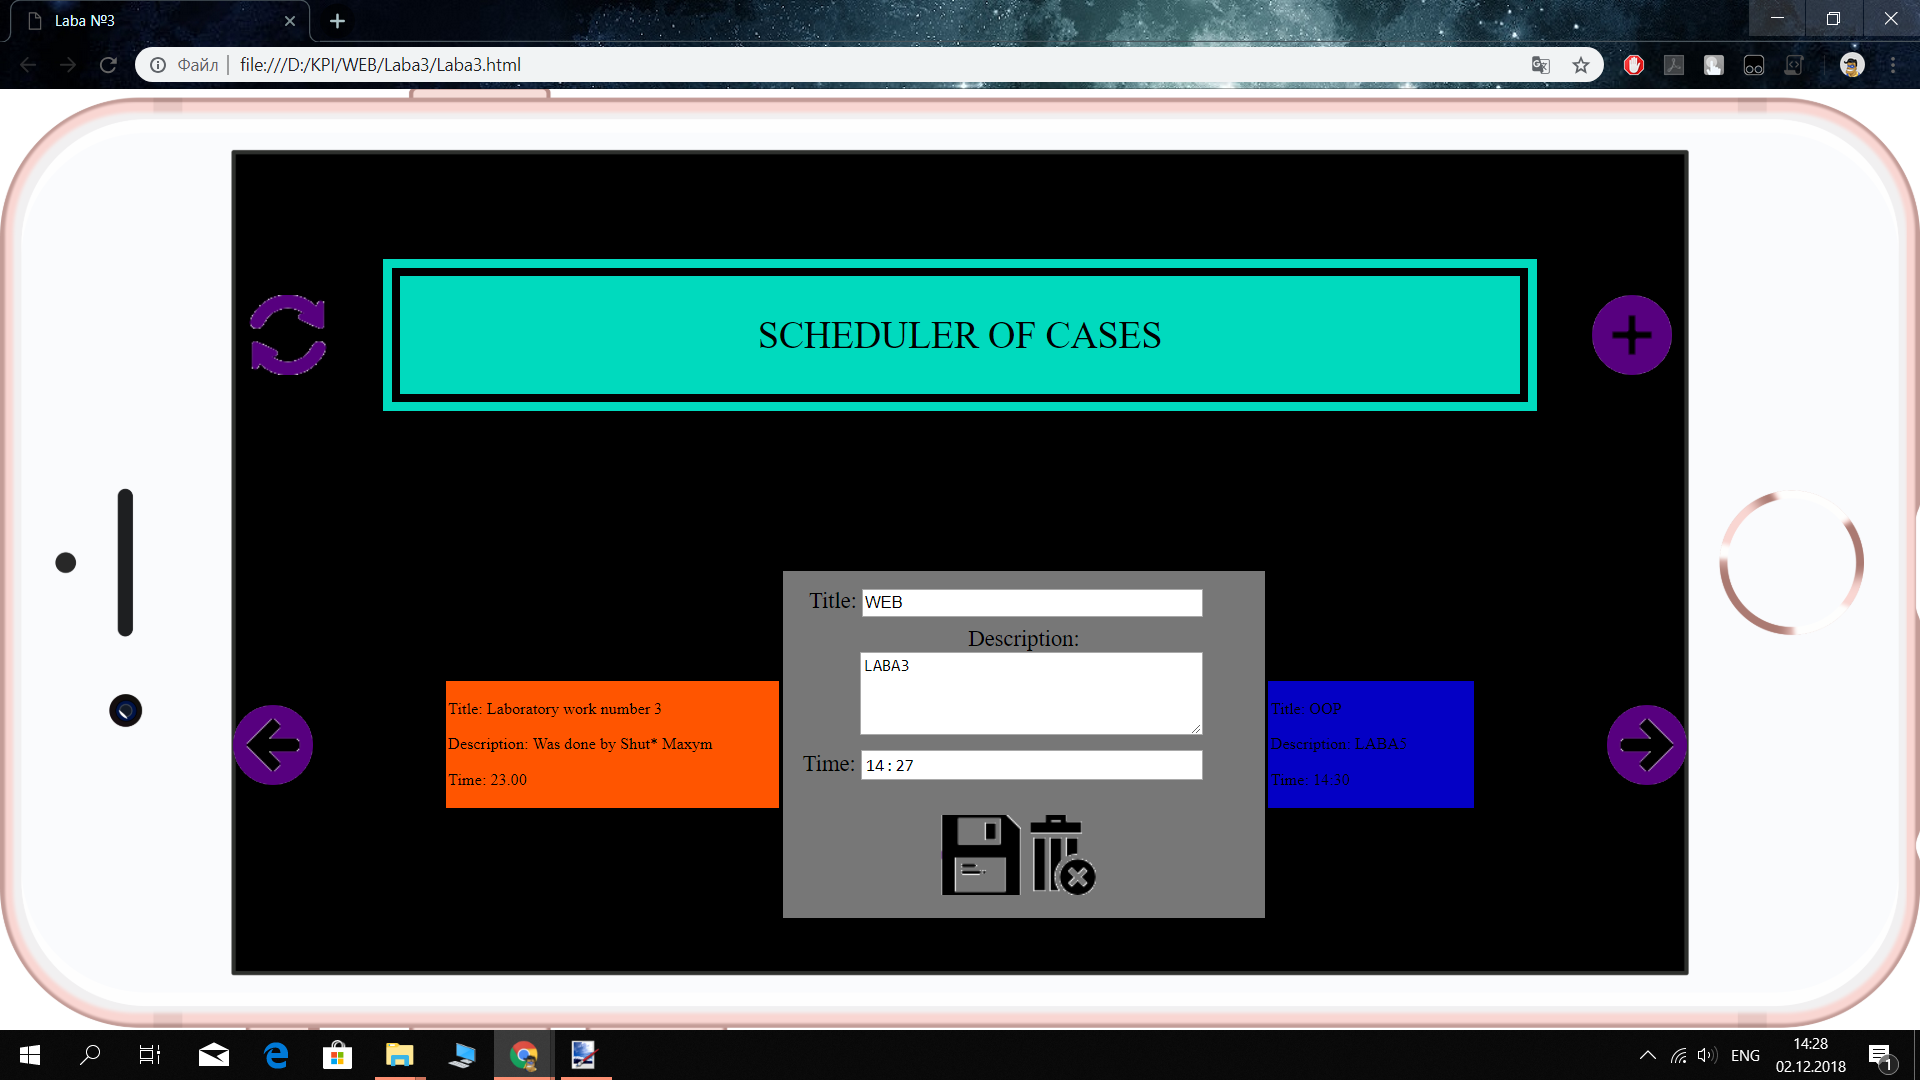 Laba №3
Файл
file:///D:/KPI/WEB/Laba3/Laba3.html
SCHEDULER OF CASES
Title: WEB
Description:
LABA3
Time: 14:27
Title: Laboratory work number 3
Description: Was done by Shut* Maxym
Time: 23.00
Title: OOP
Description: LABA5
Time: 14:30
ENG
14:28
02.12.2018
1